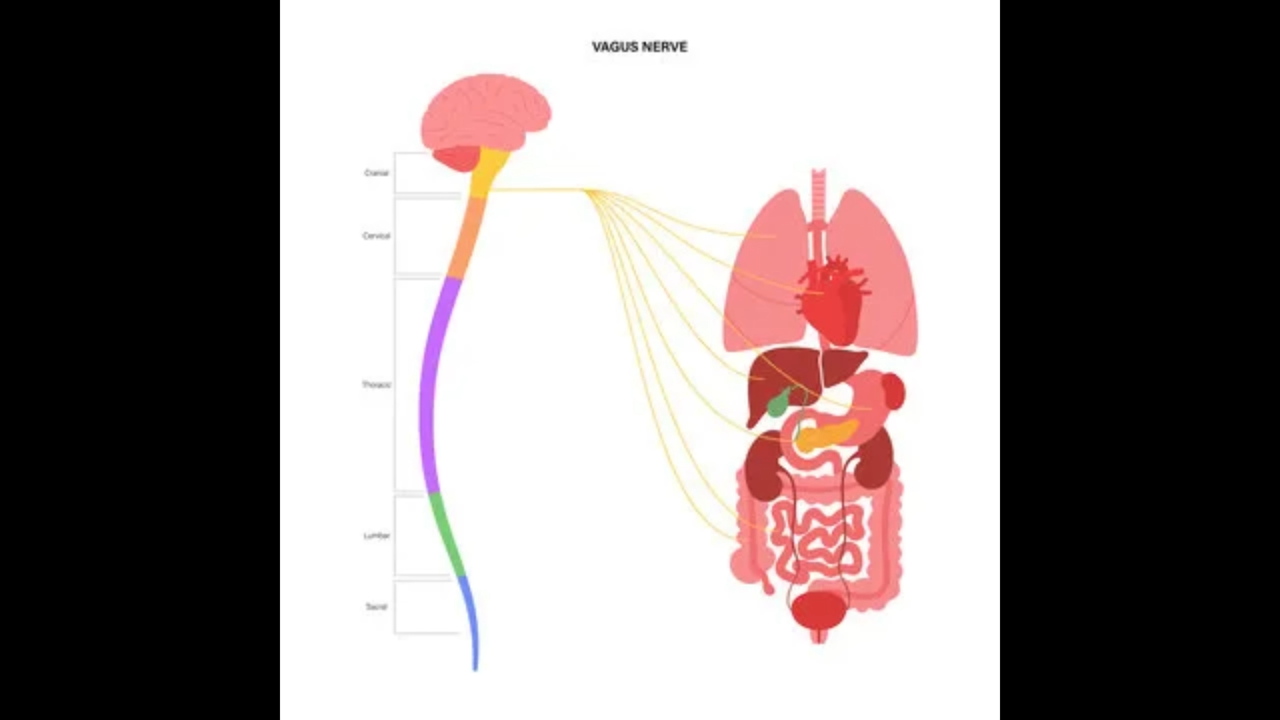 VAGUS NERVE
Cranial
Cervical
Thoracic
Lumbar
Sacral